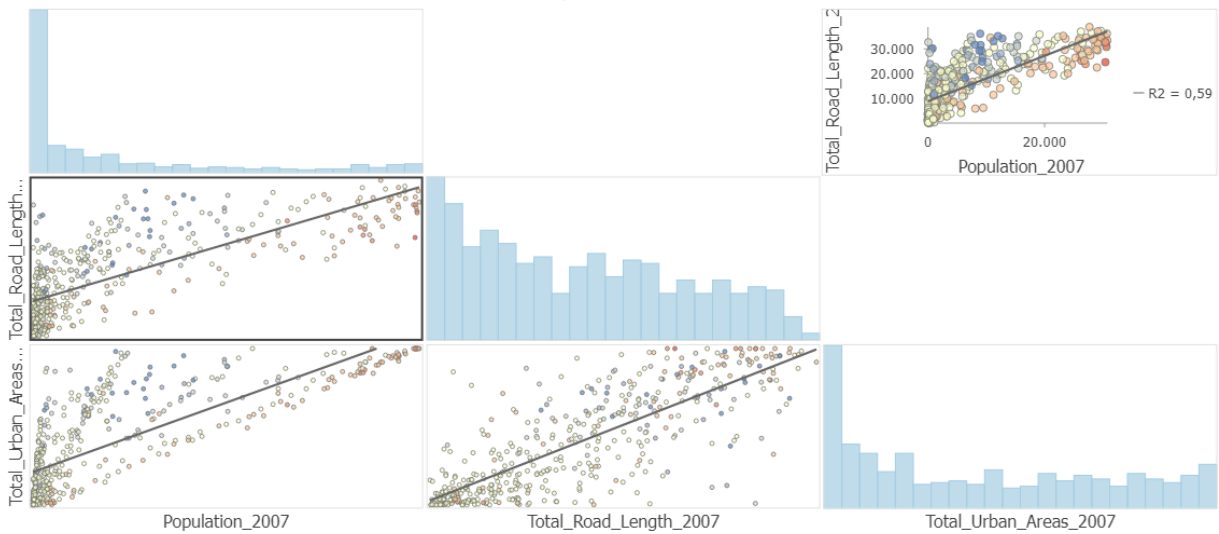 Total_Road_Length_2
30.000
20.000
10.000
0
20.000
Population_2007
R2 = 0,59
Total_Road_Length...
Total_Urban_Areas...
Population_2007
Total_Road_Length_2007
Total_Urban_Areas_2007